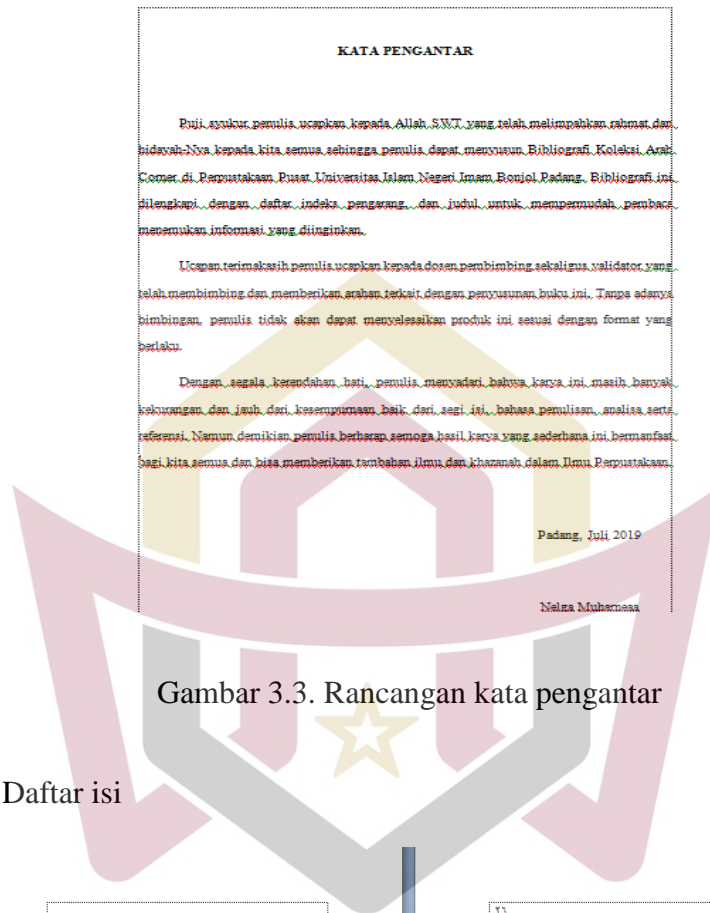 KATA PENGANTAR
Puji syukur penulis ucapkan kepada Allah SWT yang telah melimpahkan rahmat dan
hidayah-Nya kepada kita semua sehingga penulis dapat menyusun Bibliografi Koleksi Arab
Corner di Perpustakaan Pusat Universitas Islam Negeri Imam Bonjol Padang. Bibliografi ini
dilengkapi dengan daftar indeks pengarang, dan judul untuk mempermudah pembaca
menemukan informasi yang diinginkan.
Ucapan terimakasih penulis ucapkan kepada dosen pembimbing sekaligus validator yang
telah membimbing dan memberikan arahan terkait dengan penyusunan buku ini. Tanpa adanya
bimbingan, penulis tidak akan dapat menyelesaikan produk ini sesuai dengan format yang
berlaku.
Dengan segala kerendahan hati, penulis menyadari bahwa karya ini masih banyak
kekurangan dan jauh dari kesempurnaan baik dari segi isi, bahasa penulisan, analisa serta
referensi. Namun demikian penulis berharap semoga hasil karya yang sederhana ini bermanfaat
bagi kita semua dan bisa memberikan tambahan ilmu dan khazanah dalam Ilmu Perpustakaan.
Padang, Juli 2019
Nelga Muharnesa
Gambar 3.3. Rancangan kata pengantar
Daftar isi